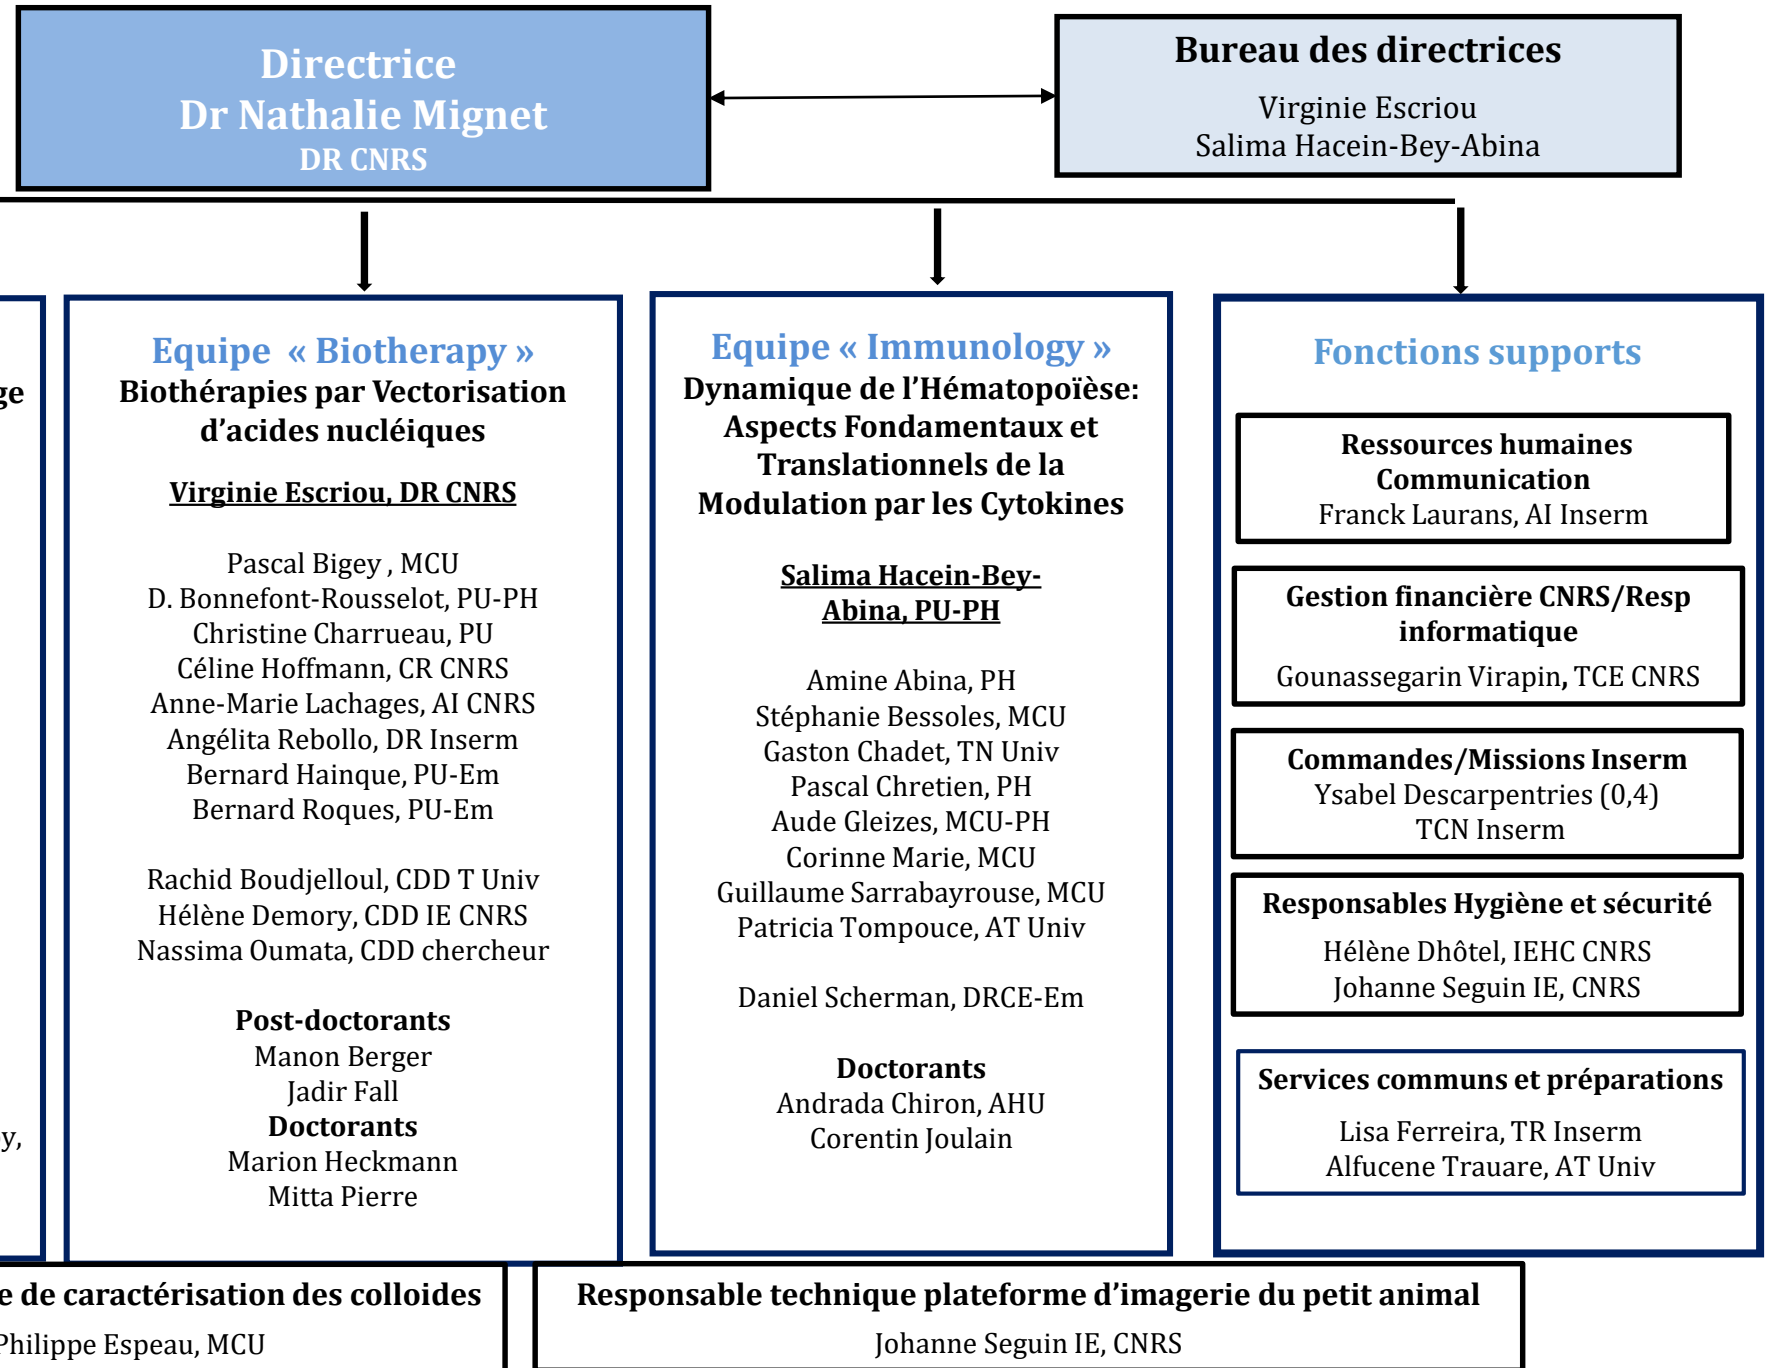 Directrice
Dr Nathalie Mignet
DR CNRS
Bureau des directrices
Virginie Escriou
Salima Hacein-Bey-Abina
ge
y,
Equipe « Biotherapy »
Biothérapies par Vectorisation
d’acides nucléiques
Virginie Escriou, DR CNRS
Pascal Bigey , MCU
D. Bonnefont-Rousselot, PU-PH
Christine Charrueau, PU
Céline Hoffmann, CR CNRS
Anne-Marie Lachages, AI CNRS
Angélita Rebollo, DR Inserm
Bernard Hainque, PU-Em
Bernard Roques, PU-Em
Rachid Boudjelloul, CDD T Univ
Hélène Demory, CDD IE CNRS
Nassima Oumata, CDD chercheur
Post-doctorants
Manon Berger
Jadir Fall
Doctorants
Marion Heckmann
Mitta Pierre
Equipe « Immunology »
Dynamique de l’Hématopoïèse:
Aspects Fondamentaux et
Translationnels de la
Modulation par les Cytokines
Salima Hacein-Bey-
Abina, PU-PH
Amine Abina, PH
Stéphanie Bessoles, MCU
Gaston Chadet, TN Univ
Pascal Chretien, PH
Aude Gleizes, MCU-PH
Corinne Marie, MCU
Guillaume Sarrabayrouse, MCU
Patricia Tompouce, AT Univ
Daniel Scherman, DRCE-Em
Doctorants
Andrada Chiron, AHU
Corentin Joulain
Fonctions supports
Ressources humaines
Communication
Franck Laurans, AI Inserm
Gestion financière CNRS/Resp
informatique
Gounassegarin Virapin, TCE CNRS
Commandes/Missions Inserm
Ysabel Descarpentries (0,4)
TCN Inserm
Responsables Hygiène et sécurité
Hélène Dhôtel, IEHC CNRS
Johanne Seguin IE, CNRS
Services communs et préparations
Lisa Ferreira, TR Inserm
Alfucene Trauare, AT Univ
e de caractérisation des colloides
Philippe Espeau, MCU
Responsable technique plateforme d’imagerie du petit animal
Johanne Seguin IE, CNRS